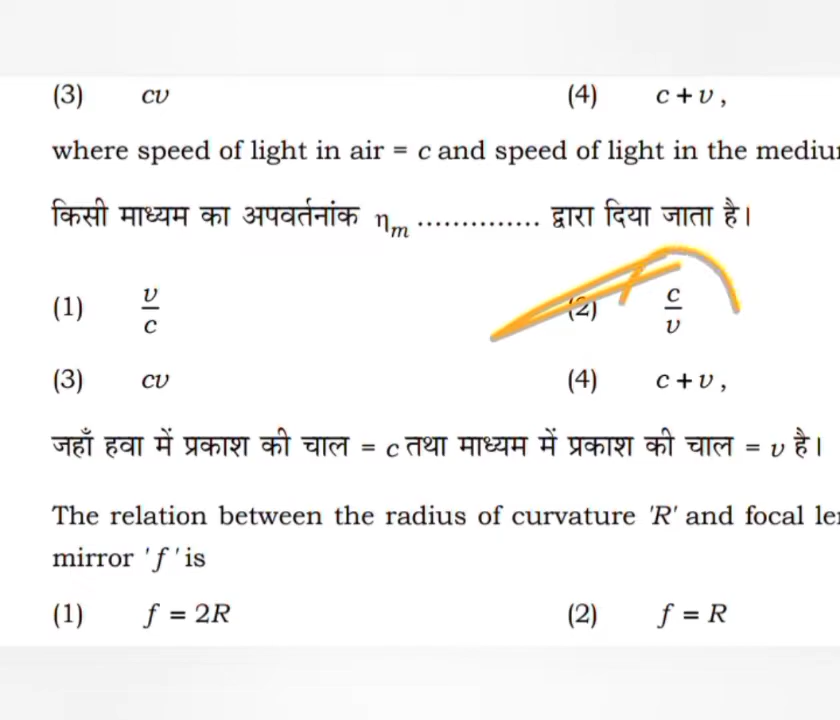 (3) cv (4) c + v ,
where speed of light in air = c and speed of light in the
किसी माध्यम का अपवर्तनांक η_m .............. द्वारा दिया जाता है।
(1) v/c (2) c/v
(3) cv (4) c + v ,
जहाँ हवा में प्रकाश की चाल = c तथा माध्यम में प्रकाश की चाल = v है।
The relation between the radius of curvature 'R' and focal
mirror 'f' is
(1) f = 2R (2) f = R